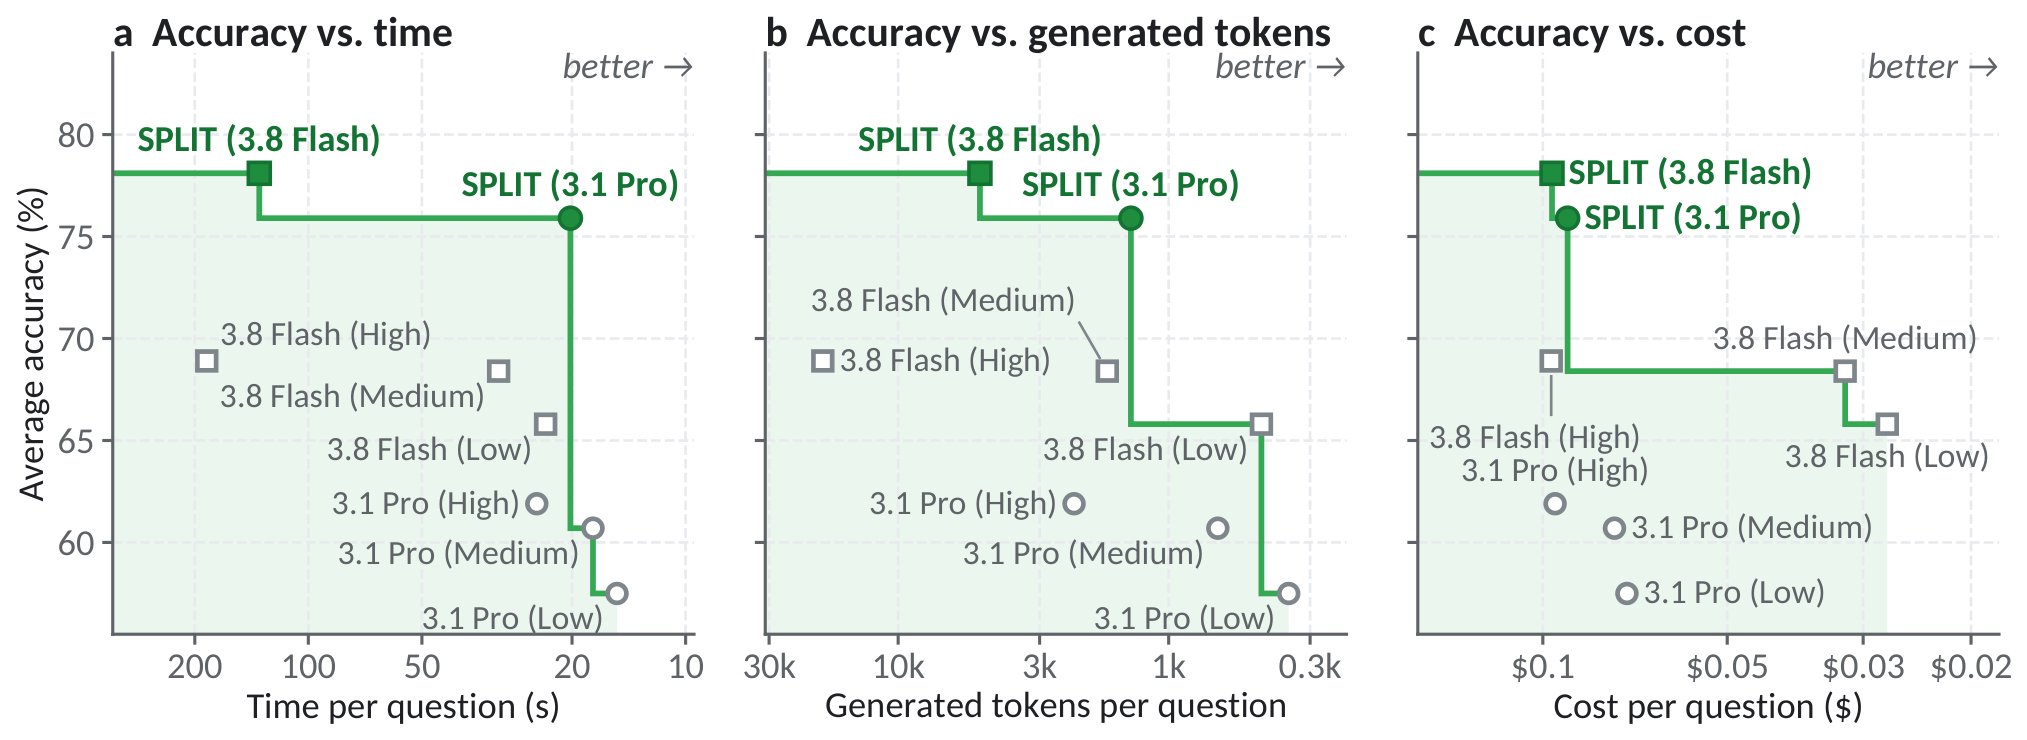 a Accuracy vs. time
better →
80
75
70
65
60
Average accuracy (%)
SPLIT (3.8 Flash)
SPLIT (3.1 Pro)
3.8 Flash (High)
3.8 Flash (Medium)
3.8 Flash (Low)
3.1 Pro (High)
3.1 Pro (Medium)
3.1 Pro (Low)
200 100 50 20 10
Time per question (s)
b Accuracy vs. generated tokens
better →
SPLIT (3.8 Flash)
SPLIT (3.1 Pro)
3.8 Flash (Medium)
3.8 Flash (High)
3.8 Flash (Low)
3.1 Pro (High)
3.1 Pro (Medium)
3.1 Pro (Low)
30k 10k 3k 1k 0.3k
Generated tokens per question
c Accuracy vs. cost
better →
SPLIT (3.8 Flash)
SPLIT (3.1 Pro)
3.8 Flash (Medium)
3.8 Flash (High)
3.8 Flash (Low)
3.1 Pro (High)
3.1 Pro (Medium)
3.1 Pro (Low)
$0.1 $0.05 $0.03 $0.02
Cost per question ($)